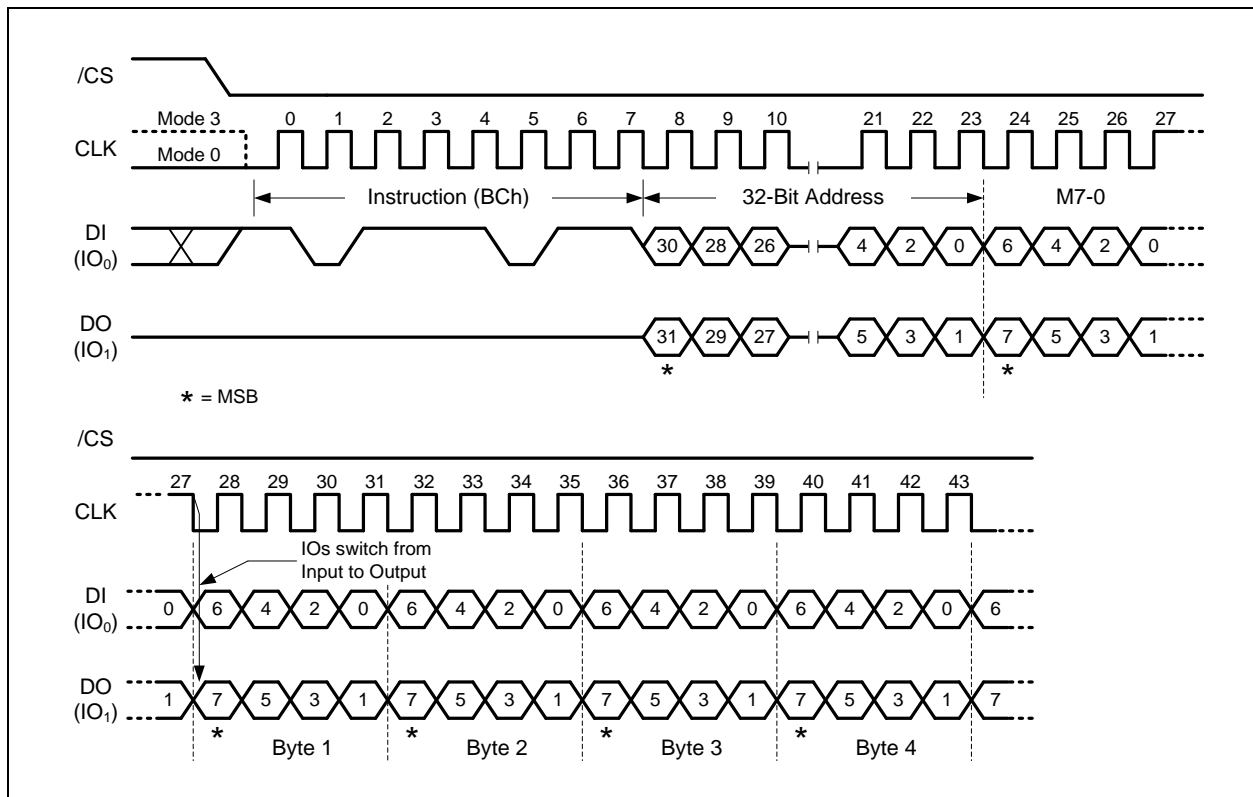 /CS
Mode 3 0 1 2 3 4 5 6 7 8 9 10 21 22 23 24 25 26 27
CLK
Mode 0
Instruction (BCh) 32-Bit Address M7-0
DI
(IO₀)
30 28 26 4 2 0 6 4 2 0
DO
(IO₁)
31 29 27 5 3 1 7 5 3 1
* *
* = MSB
/CS
27 28 29 30 31 32 33 34 35 36 37 38 39 40 41 42 43
CLK
IOs switch from
Input to Output
DI
(IO₀)
0 6 4 2 0 6 4 2 0 6 4 2 0 6 4 2 0 6
DO
(IO₁)
1 7 5 3 1 7 5 3 1 7 5 3 1 7 5 3 1 7
* * * *
Byte 1 Byte 2 Byte 3 Byte 4